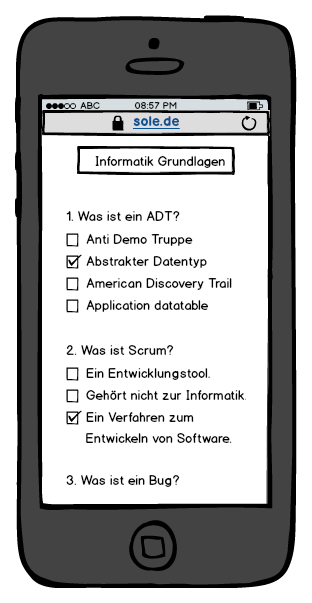 ABC 08:57 PM
sole.de
Informatik Grundlagen
1. Was ist ein ADT?
Anti Demo Truppe
Abstrakter Datentyp
American Discovery Trail
Application datatable
2. Was ist Scrum?
Ein Entwicklungstool.
Gehört nicht zur Informatik.
Ein Verfahren zum
Entwickeln von Software.
3. Was ist ein Bug?